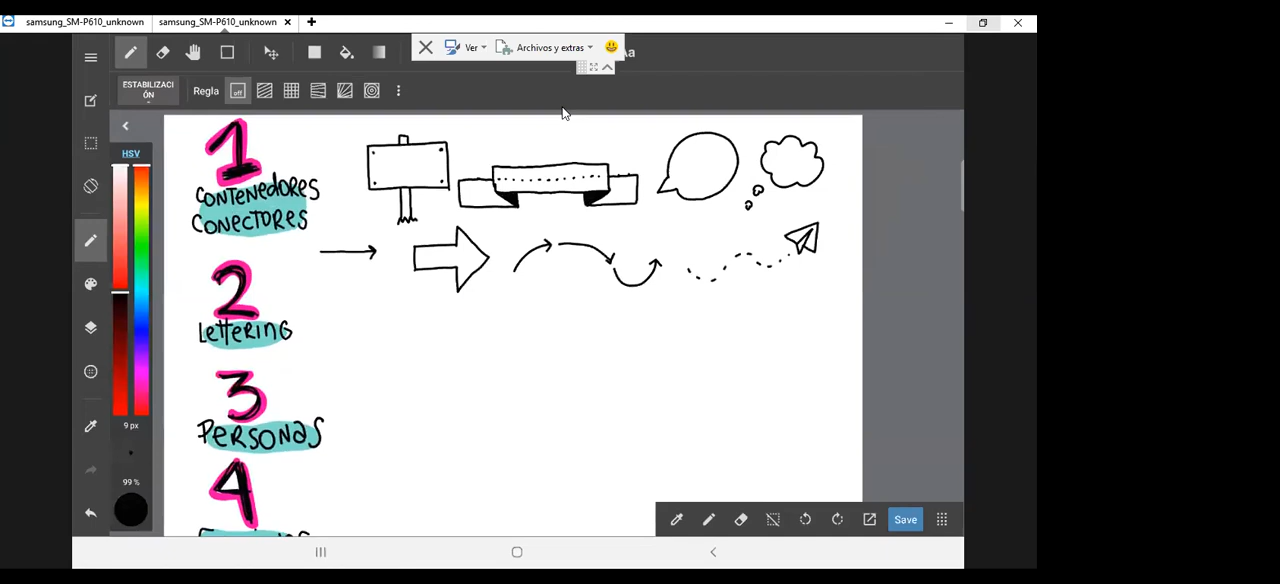 samsung_SM-P610_unknown samsung_SM-P610_unknown
Ver Archivos y extras Aa
ESTABILIZACI
ÓN
Regla off
HSV
1
CONTENEDORES
CONECTORES
2
Lettering
3
PERSONAS
4
9 px
99 %
Save